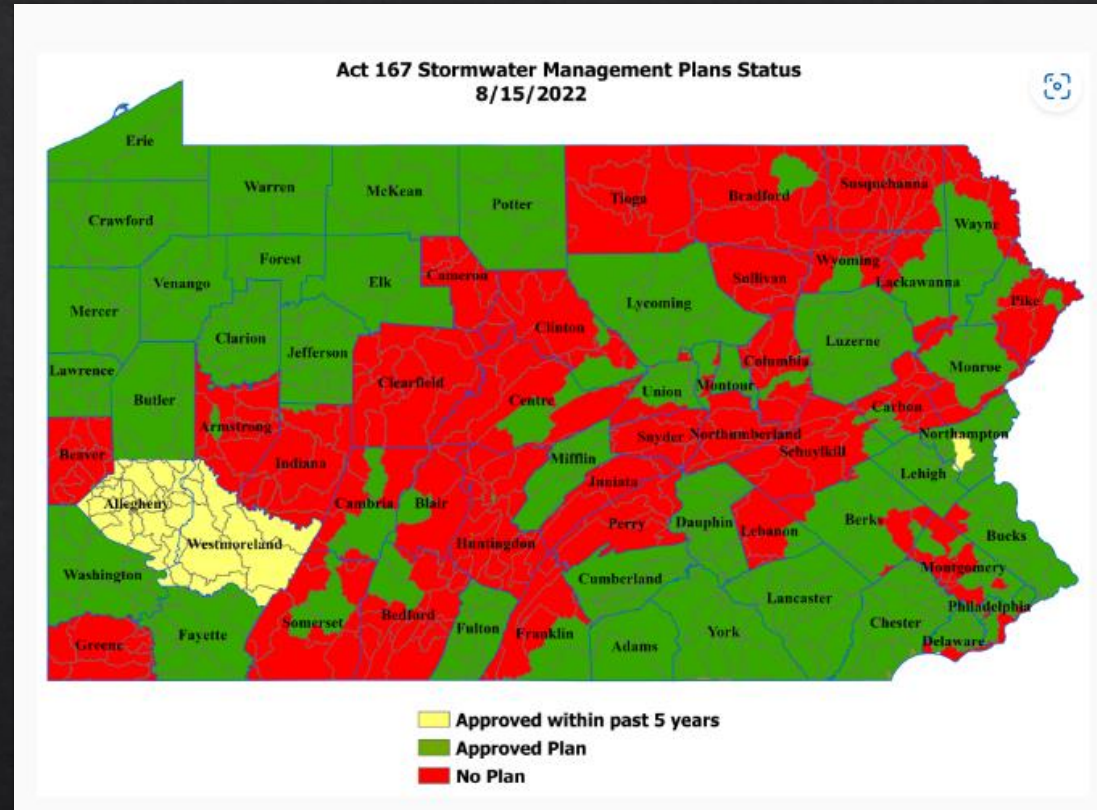 Act 167 Stormwater Management Plans Status
8/15/2022
Erie
Warren
McKean
Potter
Tioga
Bradford
Susquehanna
Crawford
Wayne
Forest
Venango
Elk
Cameron
Sullivan
Wyoming
Lackawanna
Mercer
Lycoming
Pike
Clarion
Jefferson
Clinton
Luzerne
Lawrence
Clearfield
Columbia
Monroe
Butler
Centre
Union
Montour
Carbon
Armstrong
Snyder
Northumberland
Northampton
Beaver
Indiana
Mifflin
Schuylkill
Lehigh
Juniata
Allegheny
Cambria
Blair
Perry
Dauphin
Lebanon
Berks
Bucks
Westmoreland
Huntingdon
Montgomery
Washington
Cumberland
Lancaster
Philadelphia
Somerset
Bedford
Fulton
Franklin
Chester
Greene
Fayette
Adams
York
Delaware
Approved within past 5 years
Approved Plan
No Plan